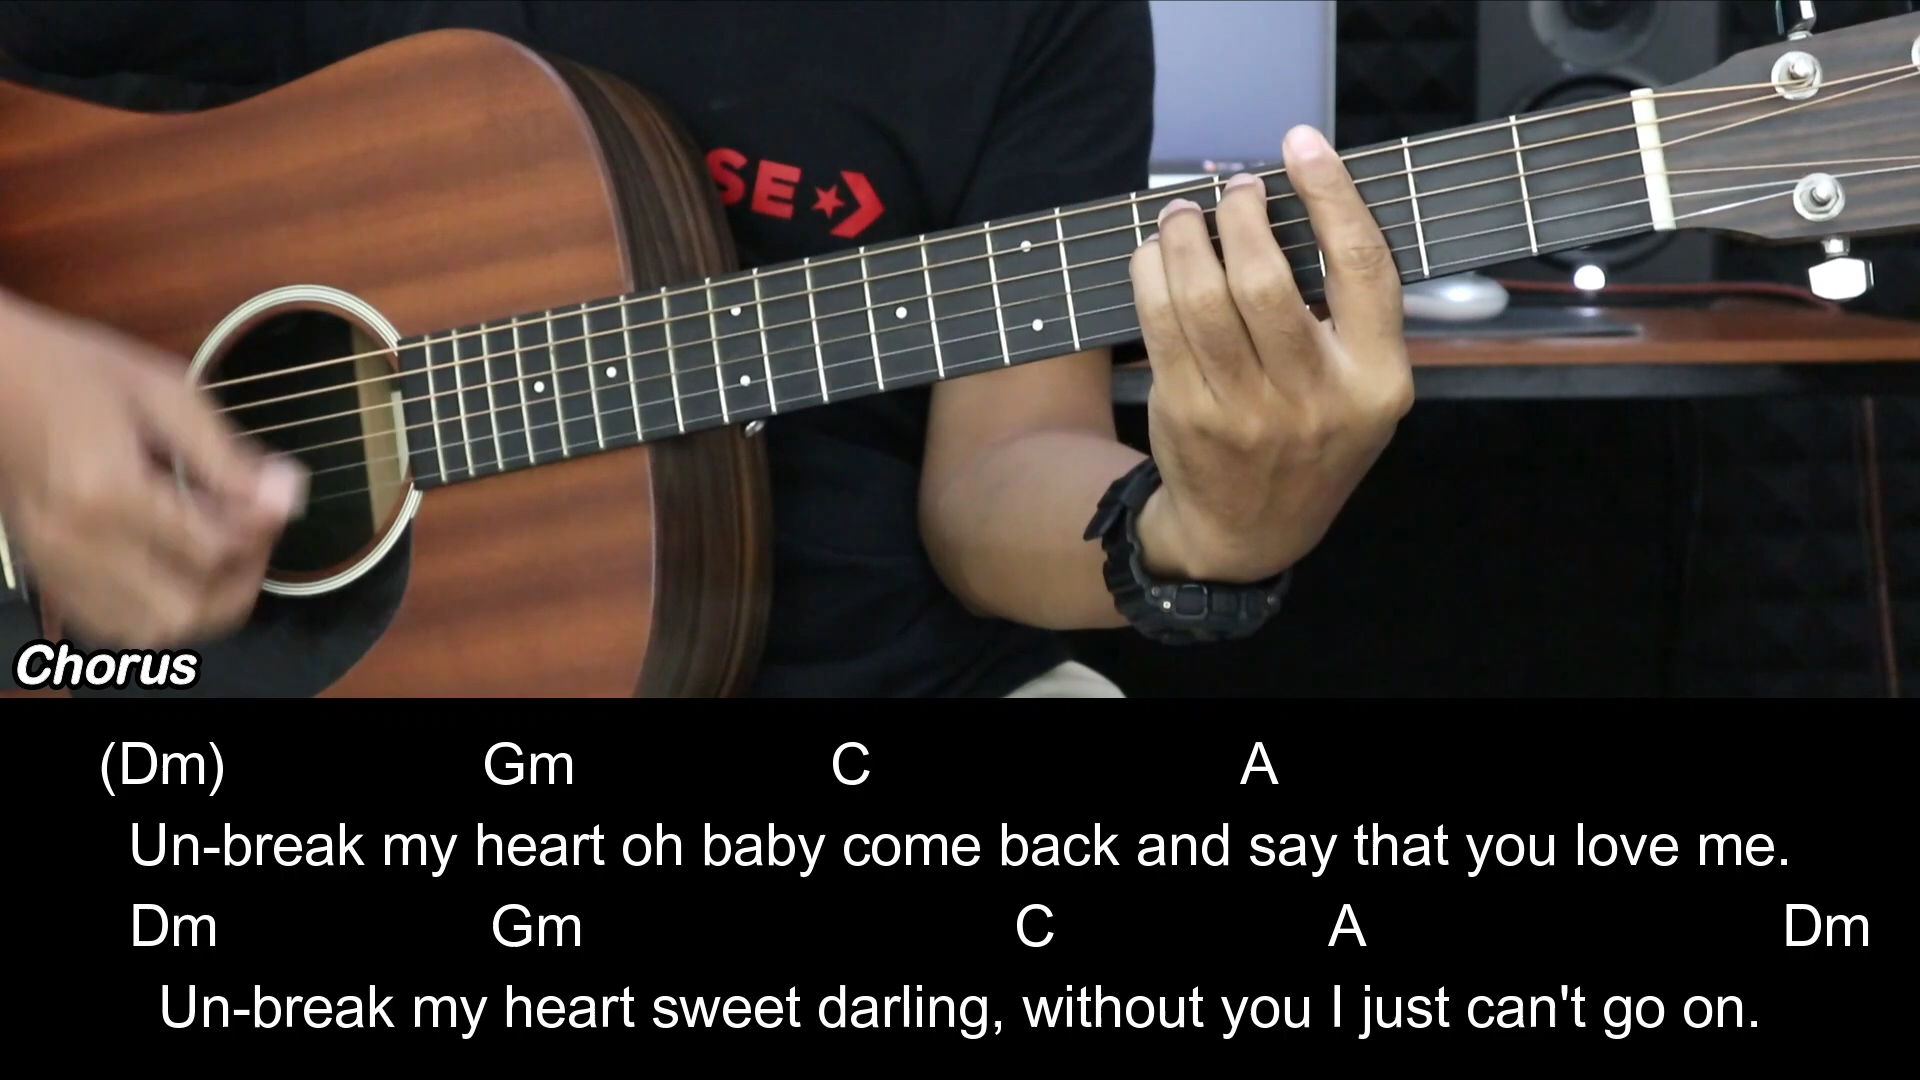 SE
Chorus
(Dm) Gm C A
Un-break my heart oh baby come back and say that you love me.
Dm Gm C A Dm
Un-break my heart sweet darling, without you I just can't go on.